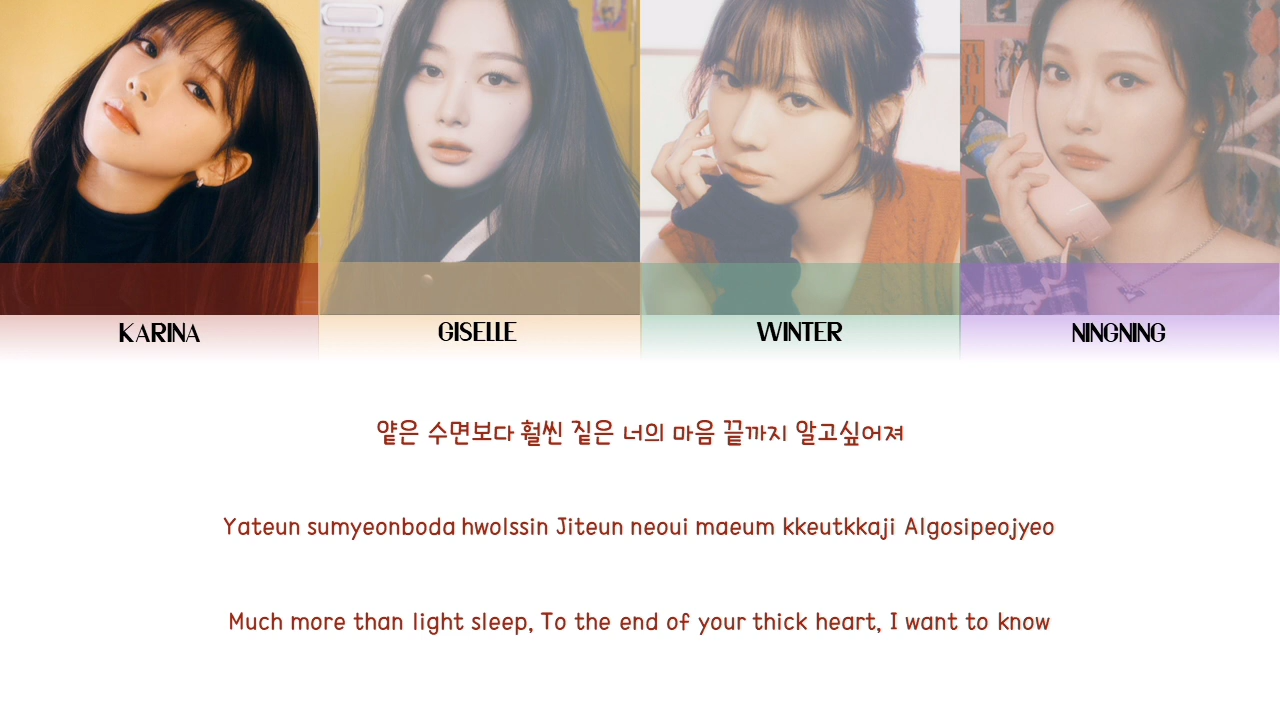 KARINA GISELLE WINTER NINGNING
얕은 수면보다 훨씬 짙은 너의 마음 끝까지 알고싶어져
Yateun sumyeonboda hwolssin Jiteun neoui maeum kkeutkkaji Algosipeojyeo
Much more than light sleep, To the end of your thick heart, I want to know